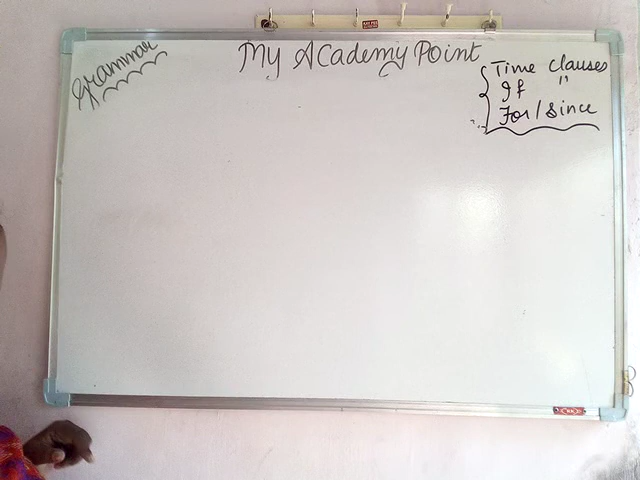 Grammar
My Academy Point
Time clauses
If "
For/Since